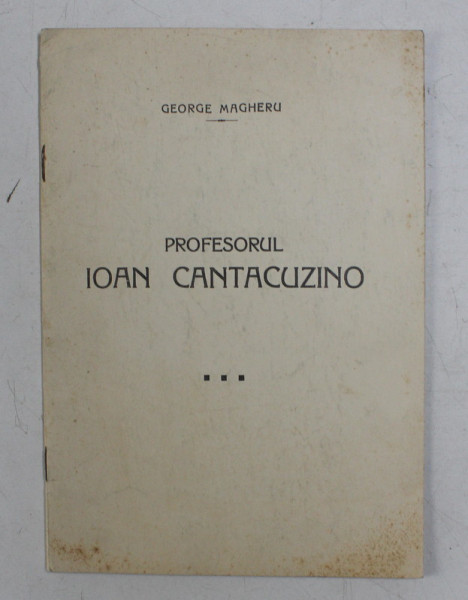 GEORGE MAGHERU
PROFESORUL
IOAN CANTACUZINO